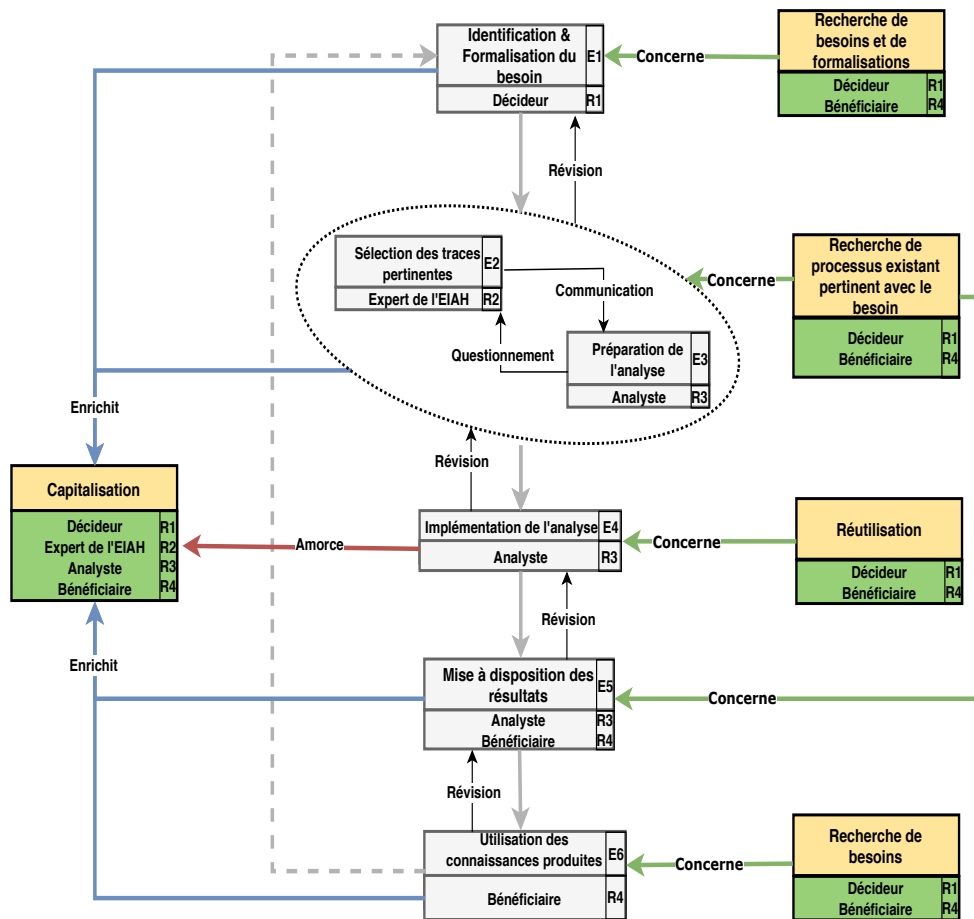 Identification &
Formalisation du
besoin
E1
Décideur
R1
Concerne
Recherche de
besoins et de
formalisations
Décideur
R1
Bénéficiaire
R4
Révision
Sélection des traces
pertinentes
E2
Expert de l'EIAH
R2
Communication
Questionnement
Préparation de
l'analyse
E3
Analyste
R3
Concerne
Recherche de
processus existant
pertinent avec le
besoin
Décideur
R1
Bénéficiaire
R4
Enrichit
Révision
Capitalisation
Décideur
R1
Expert de l'EIAH
R2
Analyste
R3
Bénéficiaire
R4
Amorce
Implémentation de l'analyse
E4
Analyste
R3
Concerne
Réutilisation
Décideur
R1
Bénéficiaire
R4
Révision
Enrichit
Mise à disposition des
résultats
E5
Analyste
R3
Bénéficiaire
R4
Concerne
Révision
Utilisation des
connaissances produites
E6
Bénéficiaire
R4
Concerne
Recherche de
besoins
Décideur
R1
Bénéficiaire
R4